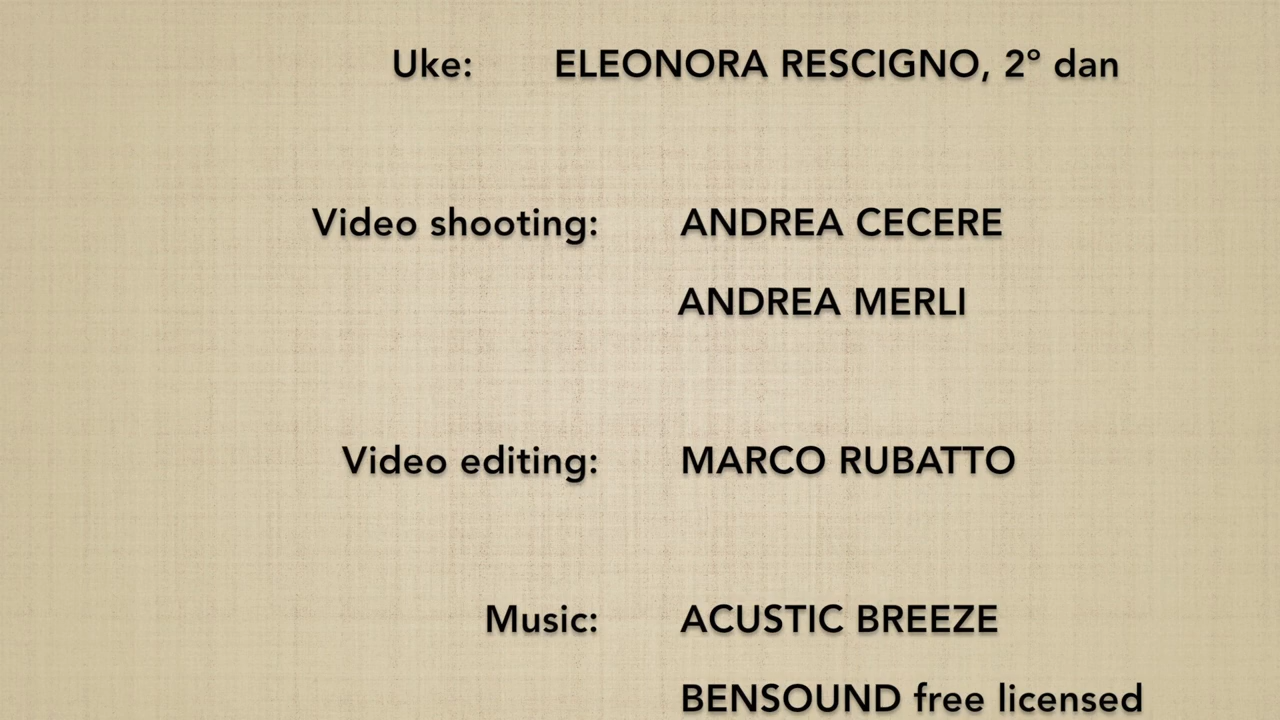 Uke: ELEONORA RESCIGNO, 2º dan
Video shooting: ANDREA CECERE
ANDREA MERLI
Video editing: MARCO RUBATTO
Music: ACUSTIC BREEZE
BENSOUND free licensed